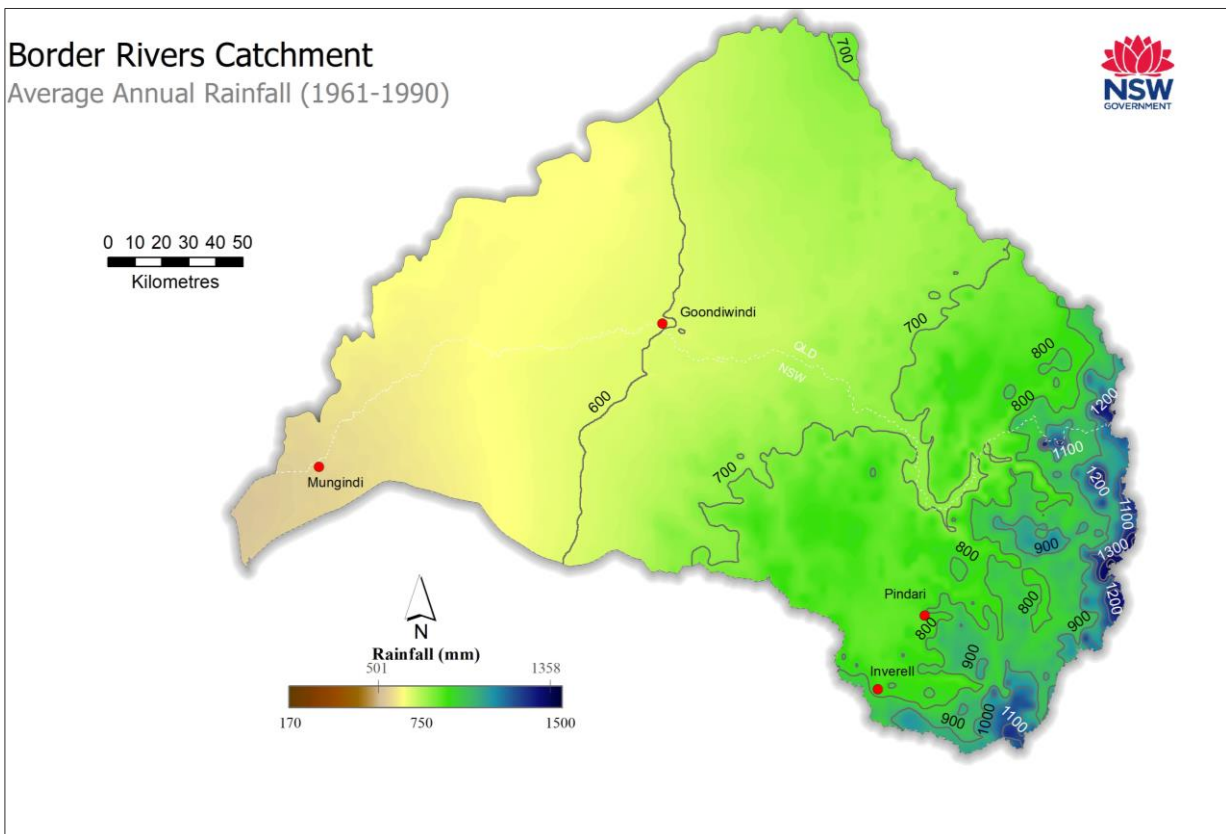 Border Rivers Catchment
Average Annual Rainfall (1961-1990)
NSW
GOVERNMENT
0 10 20 30 40 50
Kilometres
700
Goondiwindi
QLD
NSW
700
800
600
800
1200
1100
700
Mungindi
1200
1100
900
800
1300
Pindari
800
1200
800
900
900
Inverell
900
1000
1100
N
Rainfall (mm)
501 1358
170 750 1500